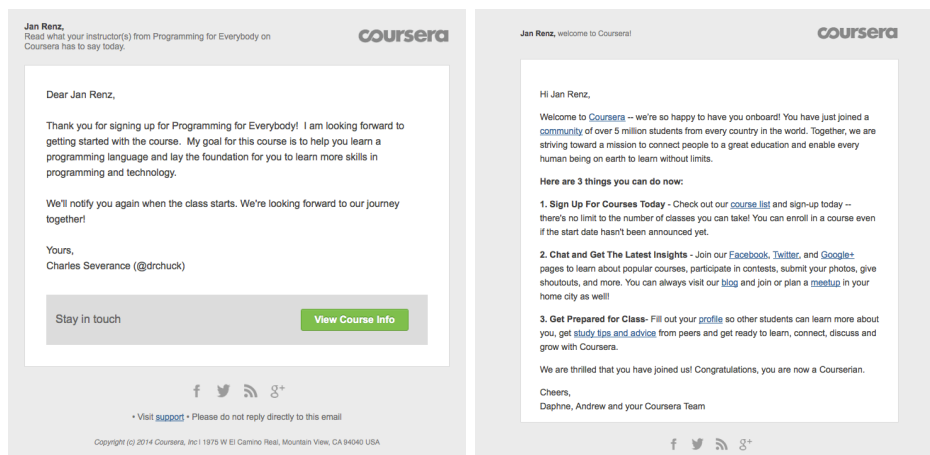 Jan Renz,
Read what your instructor(s) from Programming for Everybody on
Coursera has to say today.
coursera
Dear Jan Renz,
Thank you for signing up for Programming for Everybody!  I am looking forward to
getting started with the course.  My goal for this course is to help you learn a
programming language and lay the foundation for you to learn more skills in
programming and technology.
We'll notify you again when the class starts. We're looking forward to our journey
together!
Yours,
Charles Severance (@drchuck)
Stay in touch
View Course Info
• Visit support • Please do not reply directly to this email
Copyright (c) 2014 Coursera, Inc | 1975 W El Camino Real, Mountain View, CA 94040 USA
Jan Renz, welcome to Coursera!
coursera
Hi Jan Renz,
Welcome to Coursera -- we're so happy to have you onboard! You have just joined a
community of over 5 million students from every country in the world. Together, we are
striving toward a mission to connect people to a great education and enable every
human being on earth to learn without limits.
Here are 3 things you can do now:
1. Sign Up For Courses Today - Check out our course list and sign-up today --
there's no limit to the number of classes you can take! You can enroll in a course even
if the start date hasn't been announced yet.
2. Chat and Get The Latest Insights - Join our Facebook, Twitter, and Google+
pages to learn about popular courses, participate in contests, submit your photos, give
shoutouts, and more. You can always visit our blog and join or plan a meetup in your
home city as well!
3. Get Prepared for Class- Fill out your profile so other students can learn more about
you, get study tips and advice from peers and get ready to learn, connect, discuss and
grow with Coursera.
We are thrilled that you have joined us! Congratulations, you are now a Courserian.
Cheers,
Daphne, Andrew and your Coursera Team